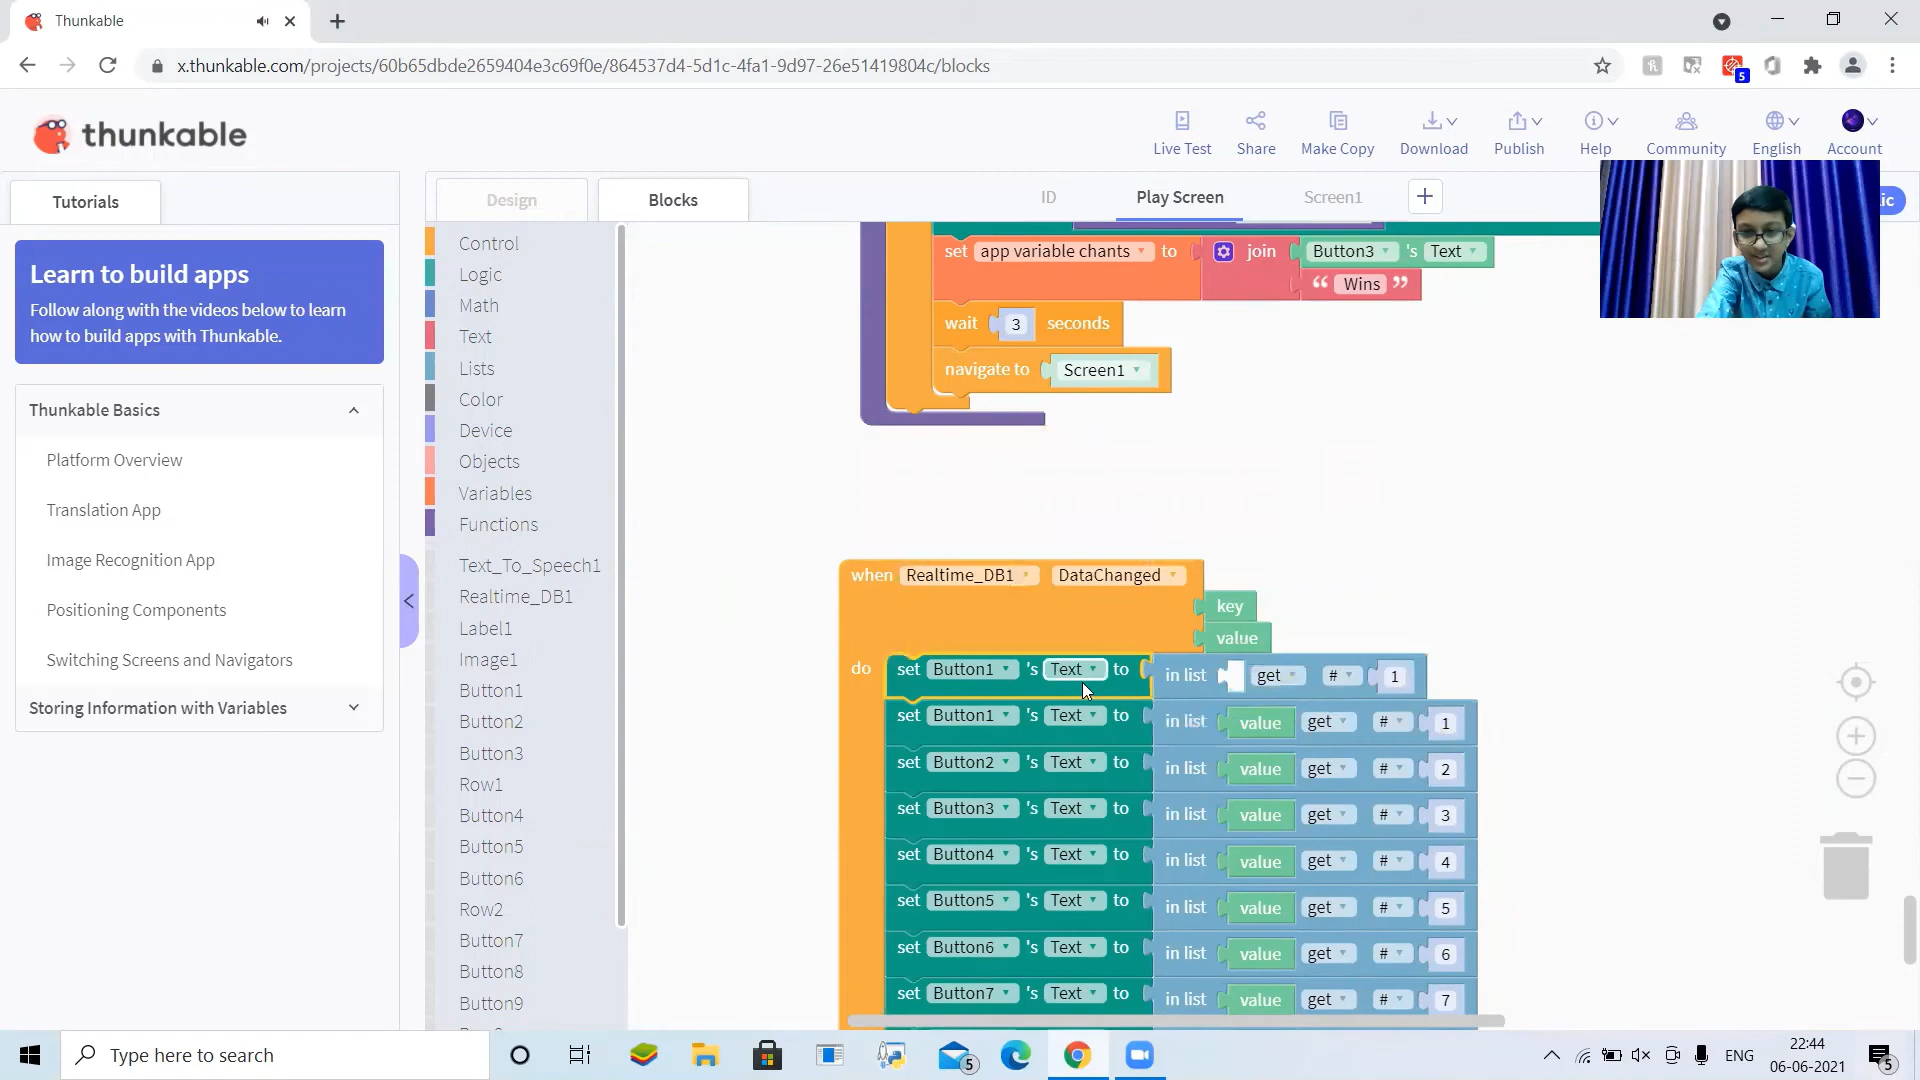 Thunkable
x.thunkable.com/projects/60b65dbde2659404e3c69f0e/864537d4-5d1c-4fa1-9d97-26e51419804c/blocks
5
thunkable
Live Test
Share
Make Copy
Download
Publish
Help
Community
English
Account
Tutorials
Design
Blocks
ID
Play Screen
Screen1
ic
Learn to build apps
Follow along with the videos below to learn
how to build apps with Thunkable.
Thunkable Basics
Platform Overview
Translation App
Image Recognition App
Positioning Components
Switching Screens and Navigators
Storing Information with Variables
Control
Logic
Math
Text
Lists
Color
Device
Objects
Variables
Functions
Text_To_Speech1
Realtime_DB1
Label1
Image1
Button1
Button2
Button3
Row1
Button4
Button5
Button6
Row2
Button7
Button8
Button9
set app variable chants to join Button3 's Text
“ Wins ”
wait 3 seconds
navigate to Screen1
when Realtime_DB1 DataChanged
key
value
do set Button1 's Text to in list get # 1
set Button1 's Text to in list value get # 1
set Button2 's Text to in list value get # 2
set Button3 's Text to in list value get # 3
set Button4 's Text to in list value get # 4
set Button5 's Text to in list value get # 5
set Button6 's Text to in list value get # 6
set Button7 's Text to in list value get # 7
Type here to search
5
ENG
22:44
06-06-2021
5